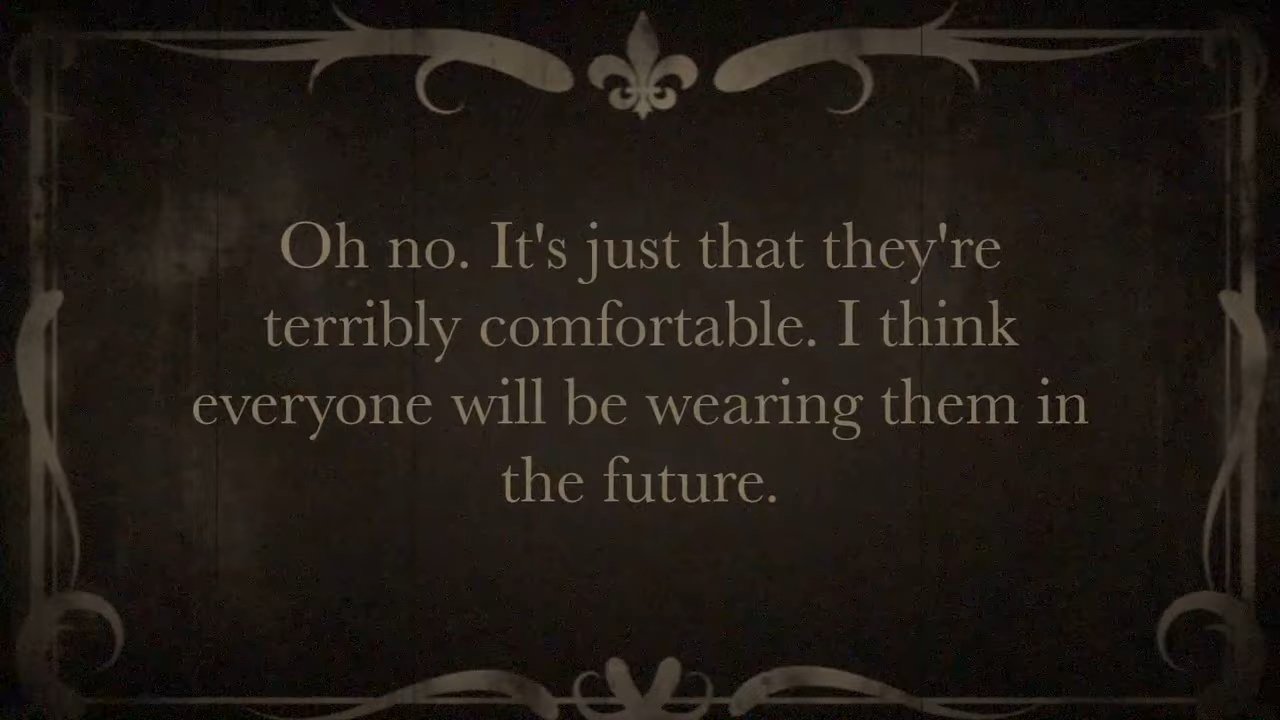 Oh no. It's just that they're
terribly comfortable. I think
everyone will be wearing them in
the future.